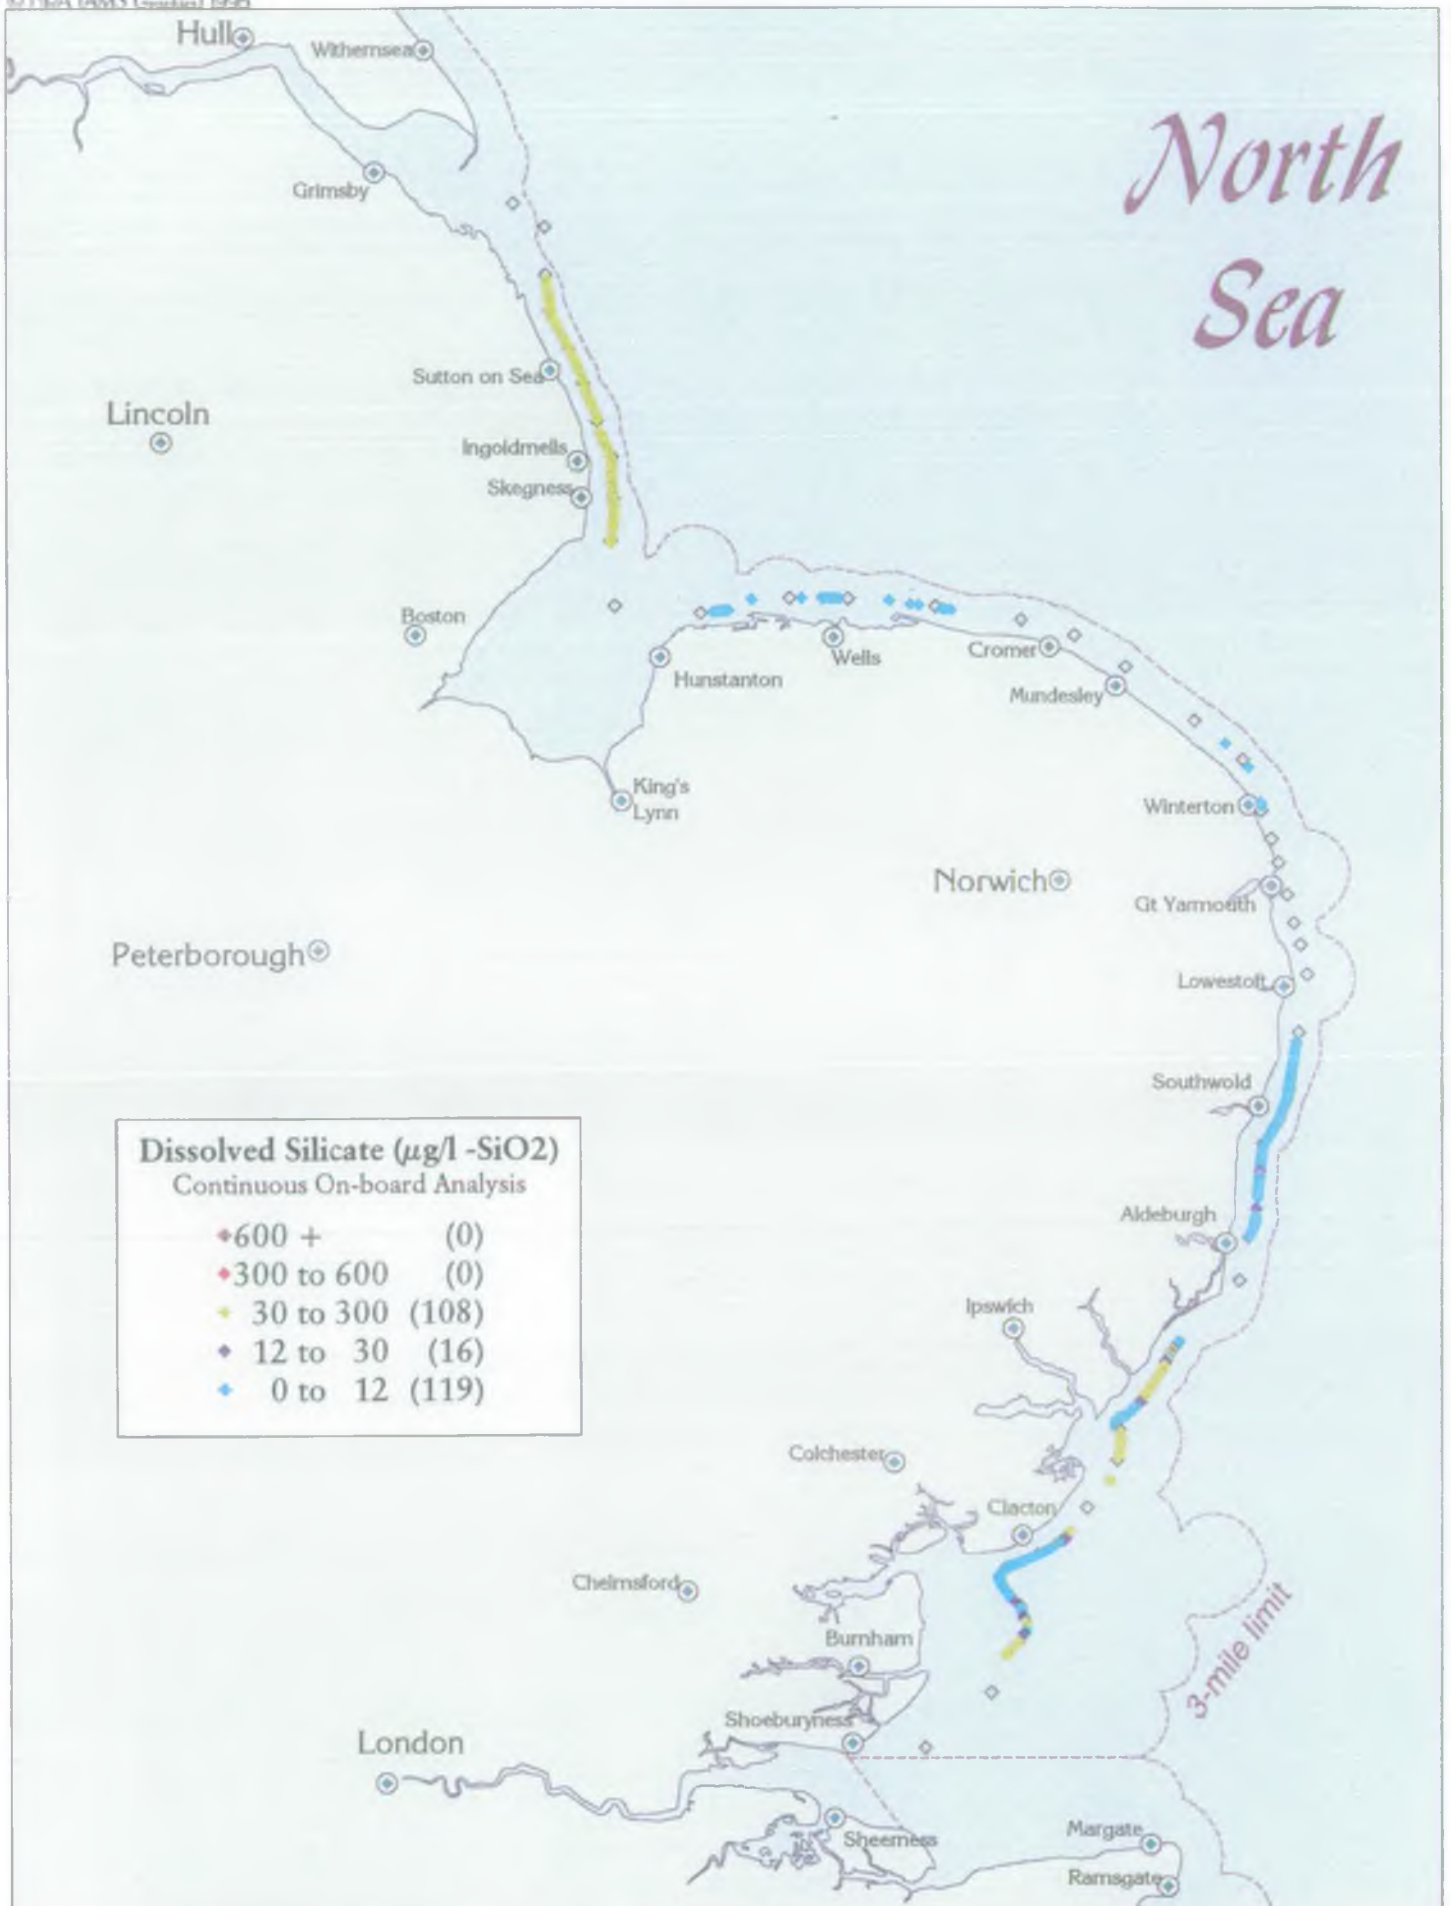 Hull
Withernsea
North
Sea
Grimsby
Sutton on Sea
Lincoln
Ingoldmells
Skegness
Boston
Wells
Cromer
Hunstanton
Mundesley
King's
Lynn
Winterton
Norwich
Gt Yarmouth
Peterborough
Lowestoft
Southwold
Dissolved Silicate (µg/l -SiO2)
Continuous On-board Analysis
600 + (0)
300 to 600 (0)
30 to 300 (108)
12 to 30 (16)
0 to 12 (119)
Aldeburgh
Ipswich
Colchester
Clacton
Chelmsford
Burnham
3-mile limit
Shoeburyness
London
Sheerness
Margate
Ramsgate